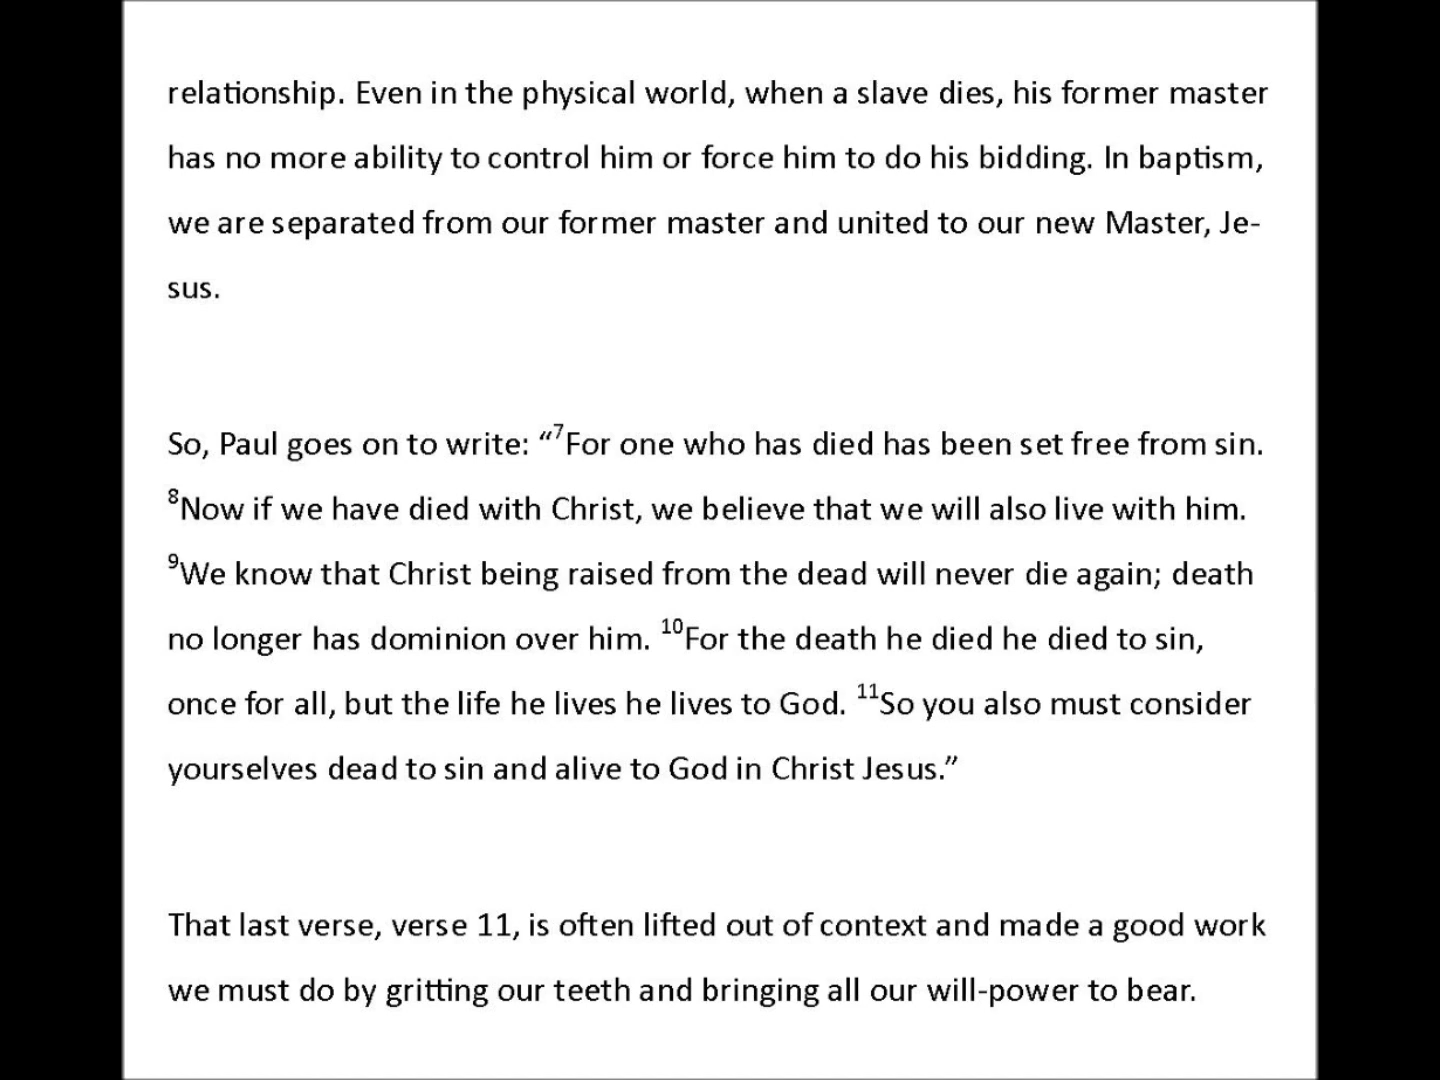 relationship. Even in the physical world, when a slave dies, his former master
has no more ability to control him or force him to do his bidding. In baptism,
we are separated from our former master and united to our new Master, Je-
sus.
So, Paul goes on to write: “⁷For one who has died has been set free from sin.
⁸Now if we have died with Christ, we believe that we will also live with him.
⁹We know that Christ being raised from the dead will never die again; death
no longer has dominion over him. ¹⁰For the death he died he died to sin,
once for all, but the life he lives he lives to God. ¹¹So you also must consider
yourselves dead to sin and alive to God in Christ Jesus.”
That last verse, verse 11, is often lifted out of context and made a good work
we must do by gritting our teeth and bringing all our will-power to bear.